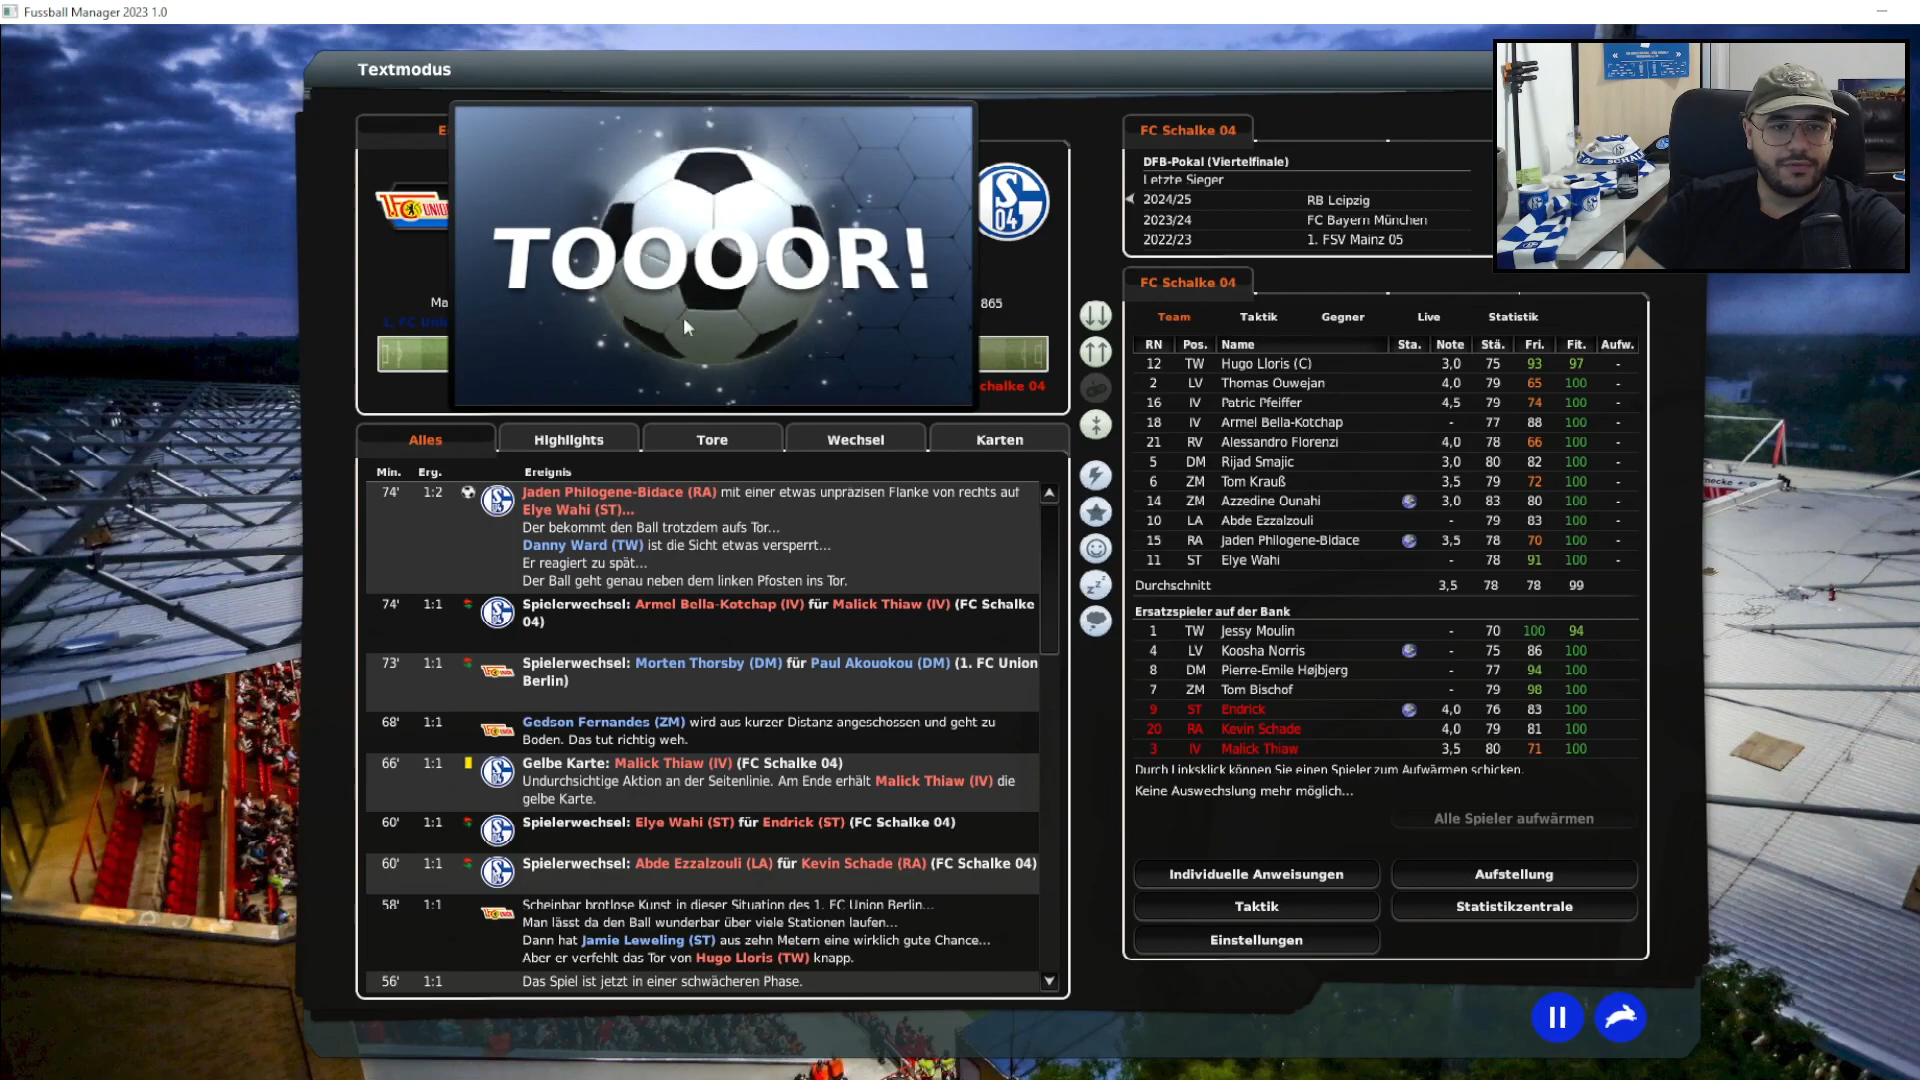 Fussball Manager 2023 1.0
Textmodus
TOOOOR!
865
chalke 04
Alles Highlights Tore Wechsel Karten
Min. Erg. Ereignis
74' 1:2 Jaden Philogene-Bidace (RA) mit einer etwas unpräzisen Flanke von rechts auf
Elye Wahi (ST)...
Der bekommt den Ball trotzdem aufs Tor...
Danny Ward (TW) ist die Sicht etwas versperrt...
Er reagiert zu spät...
Der Ball geht genau neben dem linken Pfosten ins Tor.
74' 1:1 Spielerwechsel: Armel Bella-Kotchap (IV) für Malick Thiaw (IV) (FC Schalke
04)
73' 1:1 Spielerwechsel: Morten Thorsby (DM) für Paul Akouokou (DM) (1. FC Union
Berlin)
68' 1:1 Gedson Fernandes (ZM) wird aus kurzer Distanz angeschossen und geht zu
Boden. Das tut richtig weh.
66' 1:1 Gelbe Karte: Malick Thiaw (IV) (FC Schalke 04)
Undurchsichtige Aktion an der Seitenlinie. Am Ende erhält Malick Thiaw (IV) die
gelbe Karte.
60' 1:1 Spielerwechsel: Elye Wahi (ST) für Endrick (ST) (FC Schalke 04)
60' 1:1 Spielerwechsel: Abde Ezzalzouli (LA) für Kevin Schade (RA) (FC Schalke 04)
58' 1:1 Scheinbar brotlose Kunst in dieser Situation des 1. FC Union Berlin...
Man lässt da den Ball wunderbar über viele Stationen laufen...
Dann hat Jamie Leweling (ST) aus zehn Metern eine wirklich gute Chance...
Aber er verfehlt das Tor von Hugo Lloris (TW) knapp.
56' 1:1 Das Spiel ist jetzt in einer schwächeren Phase.
FC Schalke 04
DFB-Pokal (Viertelfinale)
Letzte Sieger
2024/25 RB Leipzig
2023/24 FC Bayern München
2022/23 1. FSV Mainz 05
FC Schalke 04
Team Taktik Gegner Live Statistik
RN Pos. Name Sta. Note Stä. Fri. Fit. Aufw.
12 TW Hugo Lloris (C) 3,0 75 93 97 -
2 LV Thomas Ouwejan 4,0 79 65 100 -
16 IV Patric Pfeiffer 4,5 79 74 100 -
18 IV Armel Bella-Kotchap - 77 88 100 -
21 RV Alessandro Florenzi 4,0 78 66 100 -
5 DM Rijad Smajic 3,0 80 82 100 -
6 ZM Tom Krauß 3,5 79 72 100 -
14 ZM Azzedine Ounahi 3,0 83 80 100 -
10 LA Abde Ezzalzouli - 79 83 100 -
15 RA Jaden Philogene-Bidace 3,5 78 70 100 -
11 ST Elye Wahi - 78 91 100 -
Durchschnitt 3,5 78 78 99
Ersatzspieler auf der Bank
1 TW Jessy Moulin - 70 100 94
4 LV Koosha Norris - 75 86 100
8 DM Pierre-Emile Højbjerg - 77 94 100
7 ZM Tom Bischof - 79 98 100
9 ST Endrick 4,0 76 83 100
20 RA Kevin Schade 4,0 79 81 100
3 IV Malick Thiaw 3,5 80 71 100
Durch Linksklick können Sie einen Spieler zum Aufwärmen schicken.
Keine Auswechslung mehr möglich...
Alle Spieler aufwärmen
Individuelle Anweisungen Aufstellung
Taktik Statistikzentrale
Einstellungen